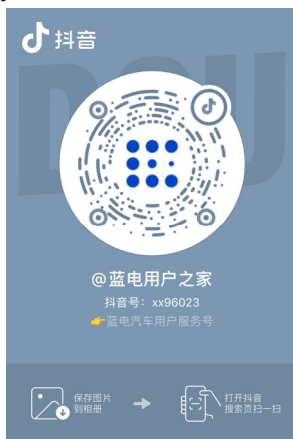 抖音
DOU
@蓝电用户之家
抖音号：xx96023
👉蓝电汽车用户服务号
保存图片
到相册
打开抖音
搜索页扫一扫